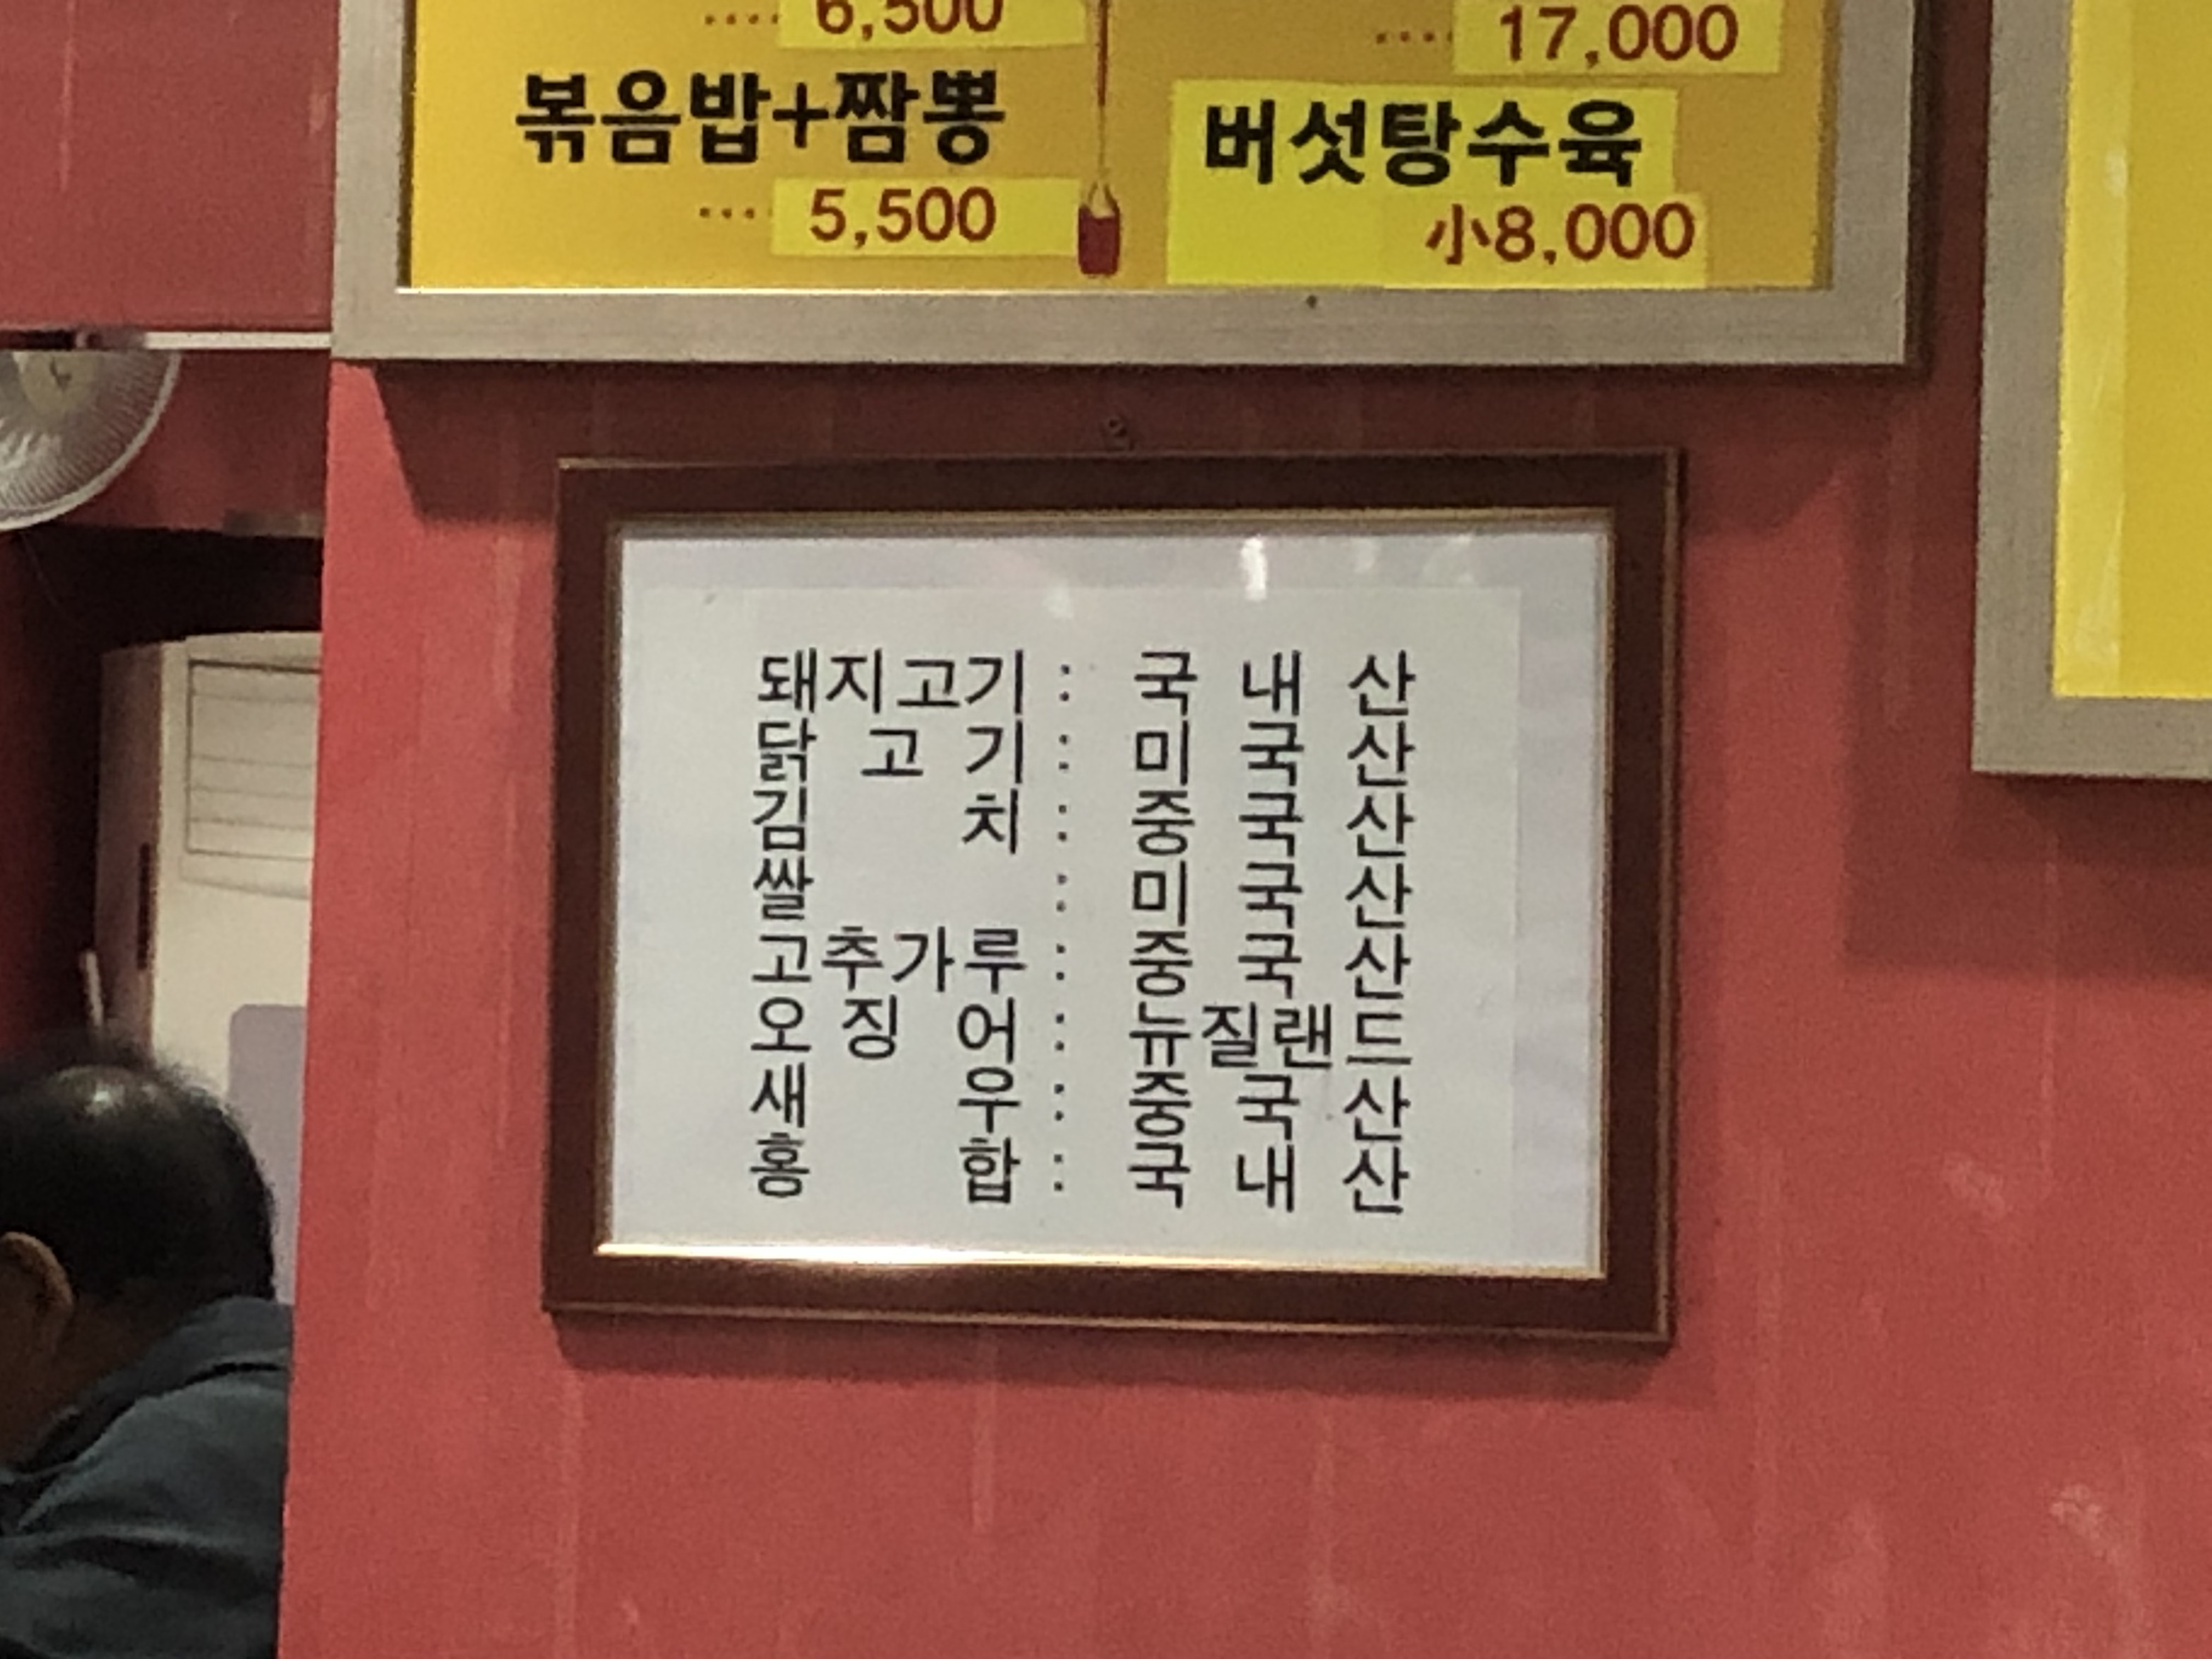 6,500
볶음밥+짬뽕
5,500
17,000
버섯탕수육
小8,000
돼지고기 : 국 내 산
닭 고 기 : 미 국 산
김 치 : 중 국 산
쌀 : 미 국 산
고추가루 : 중 국 산
오 징 어 : 뉴질랜드
새 우 : 중 국 산
홍 합 : 국 내 산